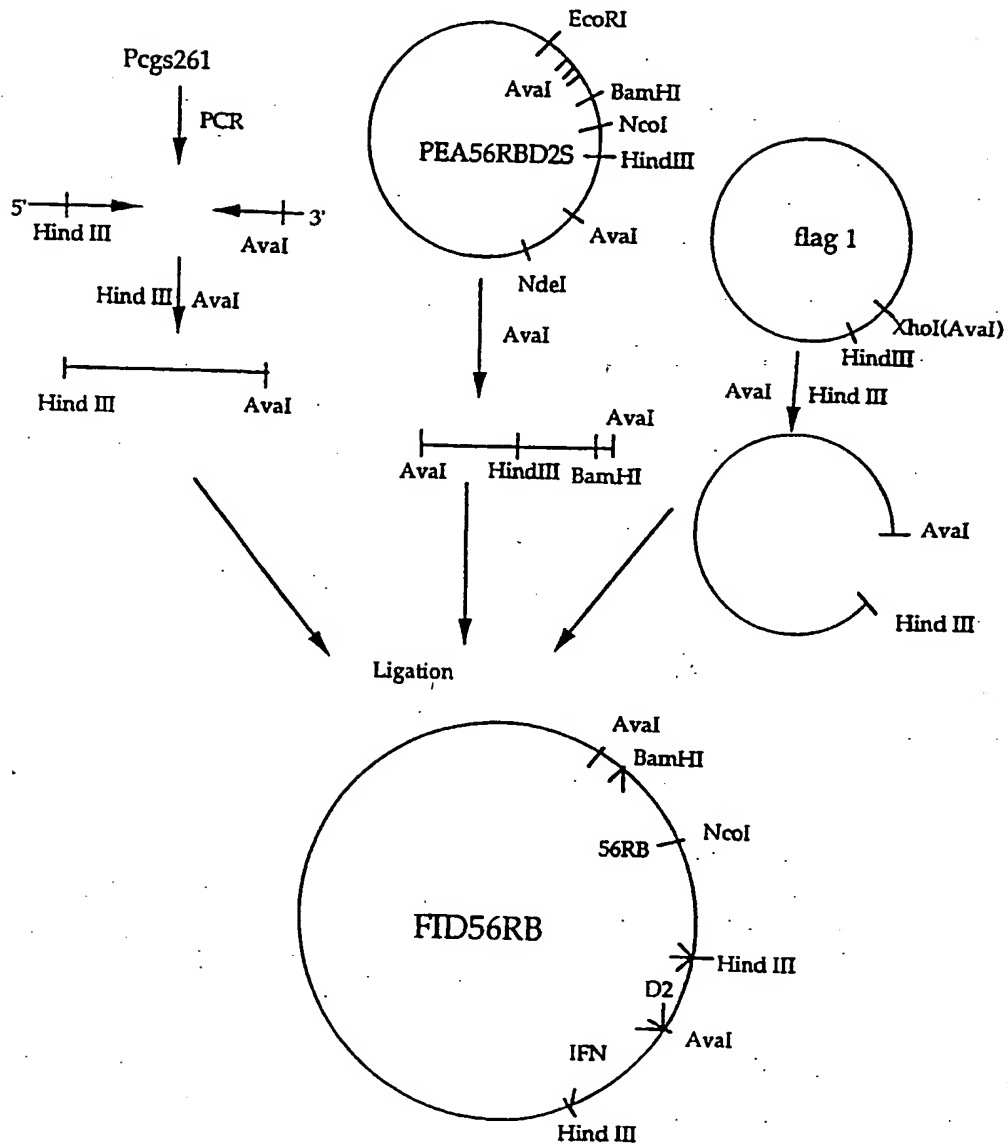 Pcgs261
PCR
5' 3'
Hind III AvaI
Hind III AvaI
Hind III AvaI
EcoRI
AvaI
BamHI
NcoI
PEA56RBD2S
HindIII
AvaI
NdeI
AvaI
AvaI
AvaI HindIII BamHI
flag 1
XhoI(AvaI)
HindIII
AvaI Hind III
AvaI
Hind III
Ligation
AvaI
BamHI
NcoI
56RB
FID56RB
Hind III
D2
AvaI
IFN
Hind III